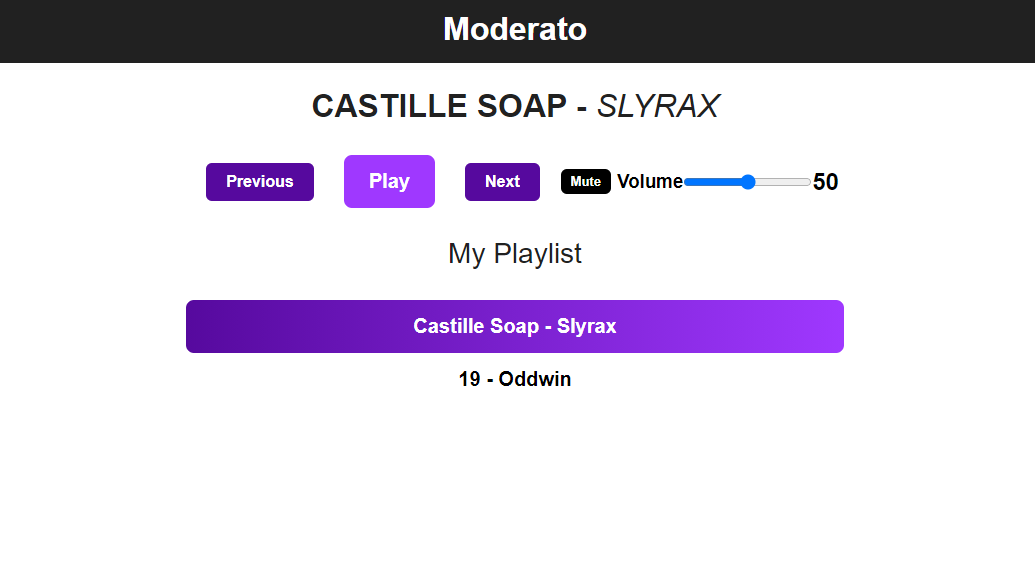 Moderato
CASTILLE SOAP - SLYRAX
Previous Play Next Mute Volume 50
My Playlist
Castille Soap - Slyrax
19 - Oddwin